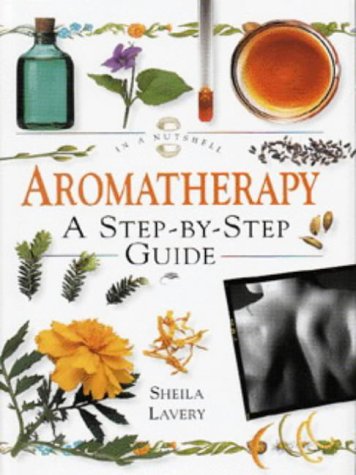 IN A NUTSHELL
AROMATHERAPY
A STEP-BY-STEP
GUIDE
SHEILA
LAVERY